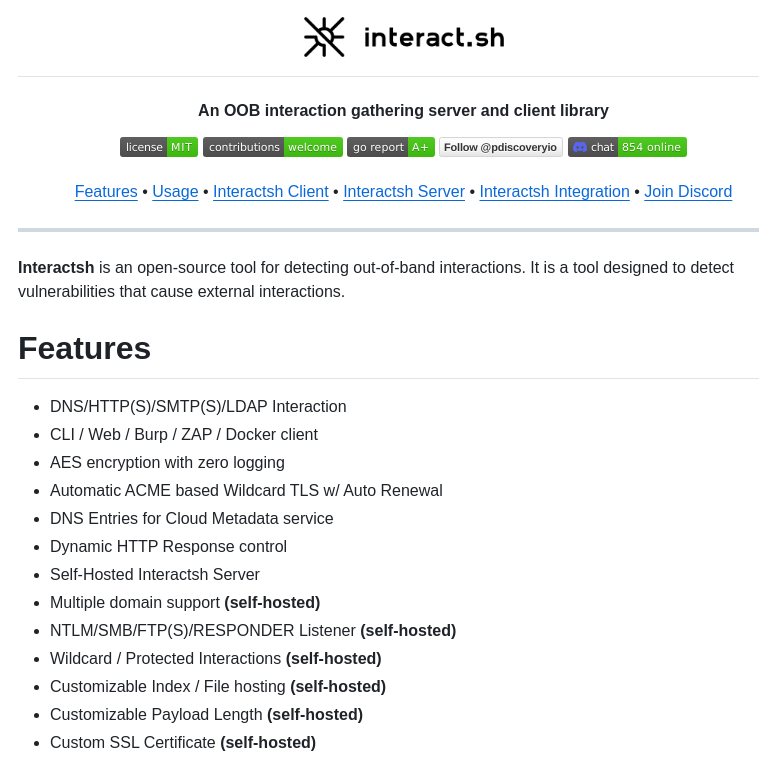 interact.sh
An OOB interaction gathering server and client library
license MIT contributions welcome go report A+ Follow @pdiscoveryio chat 854 online
Features • Usage • Interactsh Client • Interactsh Server • Interactsh Integration • Join Discord
Interactsh is an open-source tool for detecting out-of-band interactions. It is a tool designed to detect
vulnerabilities that cause external interactions.
Features
• DNS/HTTP(S)/SMTP(S)/LDAP Interaction
• CLI / Web / Burp / ZAP / Docker client
• AES encryption with zero logging
• Automatic ACME based Wildcard TLS w/ Auto Renewal
• DNS Entries for Cloud Metadata service
• Dynamic HTTP Response control
• Self-Hosted Interactsh Server
• Multiple domain support (self-hosted)
• NTLM/SMB/FTP(S)/RESPONDER Listener (self-hosted)
• Wildcard / Protected Interactions (self-hosted)
• Customizable Index / File hosting (self-hosted)
• Customizable Payload Length (self-hosted)
• Custom SSL Certificate (self-hosted)